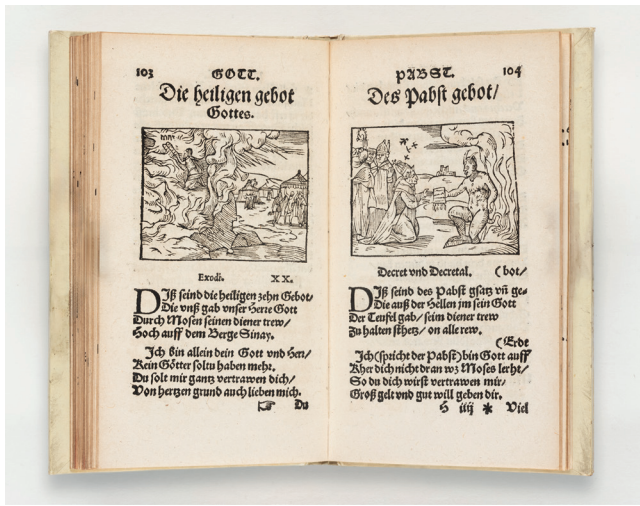 103 GOTT.
Die heiligen gebot
Gottes.
Exodi. XX.
DIß seind die heiligen zehn Gebot/
Die vnß gab vnser Herre Gott
Durch Mosen seinen diener trew/
Hoch auff dem Berge Sinay.
Ich bin allein dein Gott vnd Herr/
Kein Götter soltu haben mehr.
Du solt mir gantz vertrawen dich/
Von hertzen grund auch lieben mich.
☞ Du
PABST. 104
Des Pabst gebot/
Decret vnd Decretal. (bot/
DIß seind des Pabst gsatz vñ ge-
Die auß der Hellen jm sein Gott
Der Teufel gab/ seim diener trew
Zu halten sthetz/ on alle rew.
(Erdt
Ich (spricht der Pabst) bin Gott auff
Kher dich nicht dran wz Moses lerht/
So du dich wirst vertrawen mir/
Groß gelt vnd gut will geben dir.
H iiij * Viel